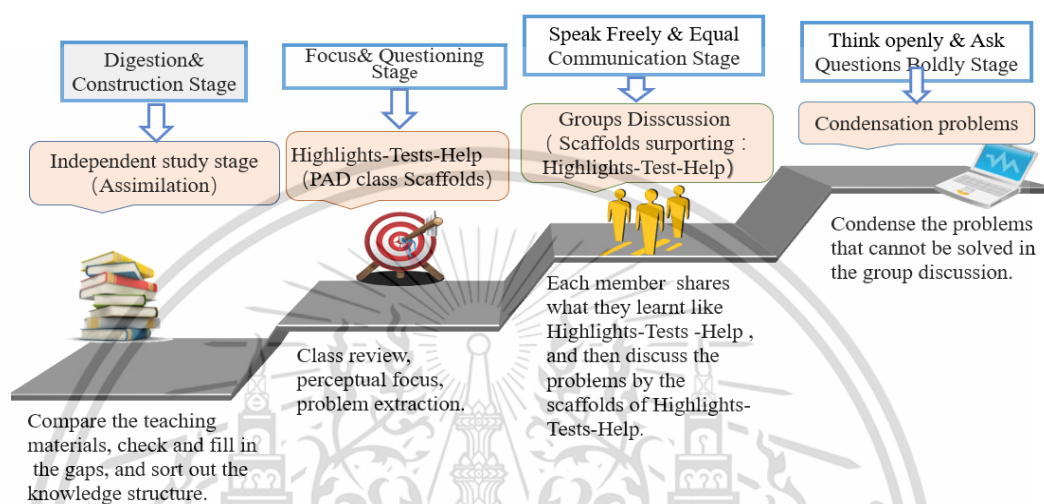 Digestion&
Construction Stage
Focus& Questioning
Stage
Speak Freely & Equal
Communication Stage
Think openly & Ask
Questions Boldly Stage
Independent study stage
（Assimilation）
Highlights-Tests-Help
（PAD class Scaffolds）
Groups Disscussion
（ Scaffolds surporting：
Highlights-Test-Help）
Condensation problems
Compare the teaching
materials, check and fill in
the gaps, and sort out the
knowledge structure.
Class review,
perceptual focus,
problem extraction.
Each member shares
what they learnt like
Highlights-Tests -Help ,
and then discuss the
problems by the
scaffolds of Highlights-
Tests-Help.
Condense the problems
that cannot be solved in
the group discussion.